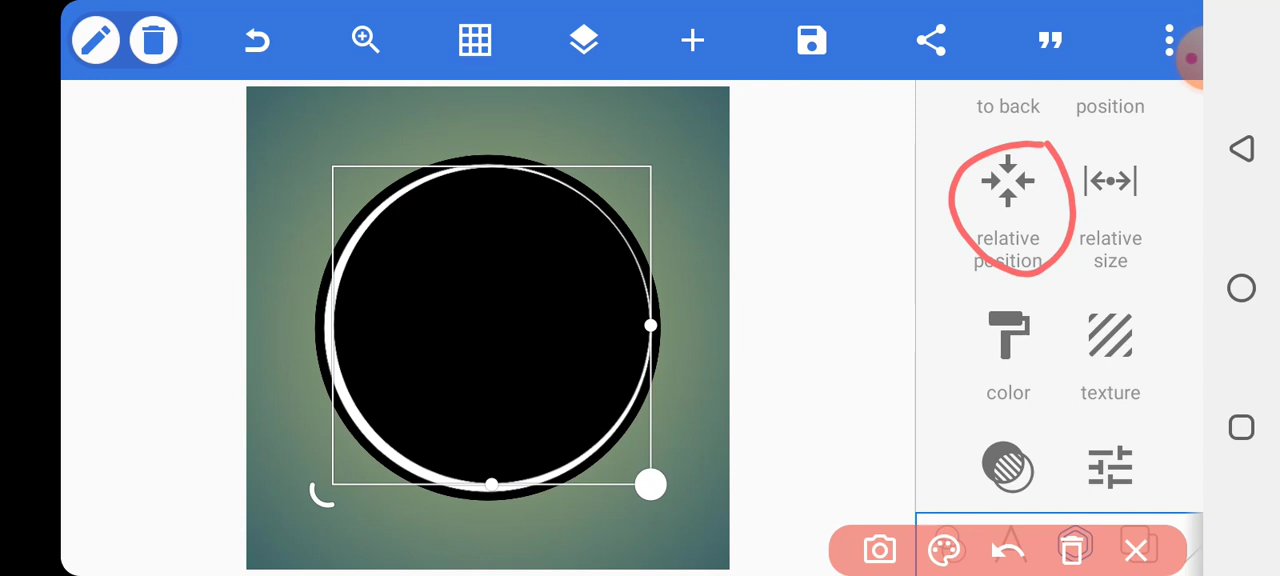 to back
position
relative
position
relative
size
color
texture